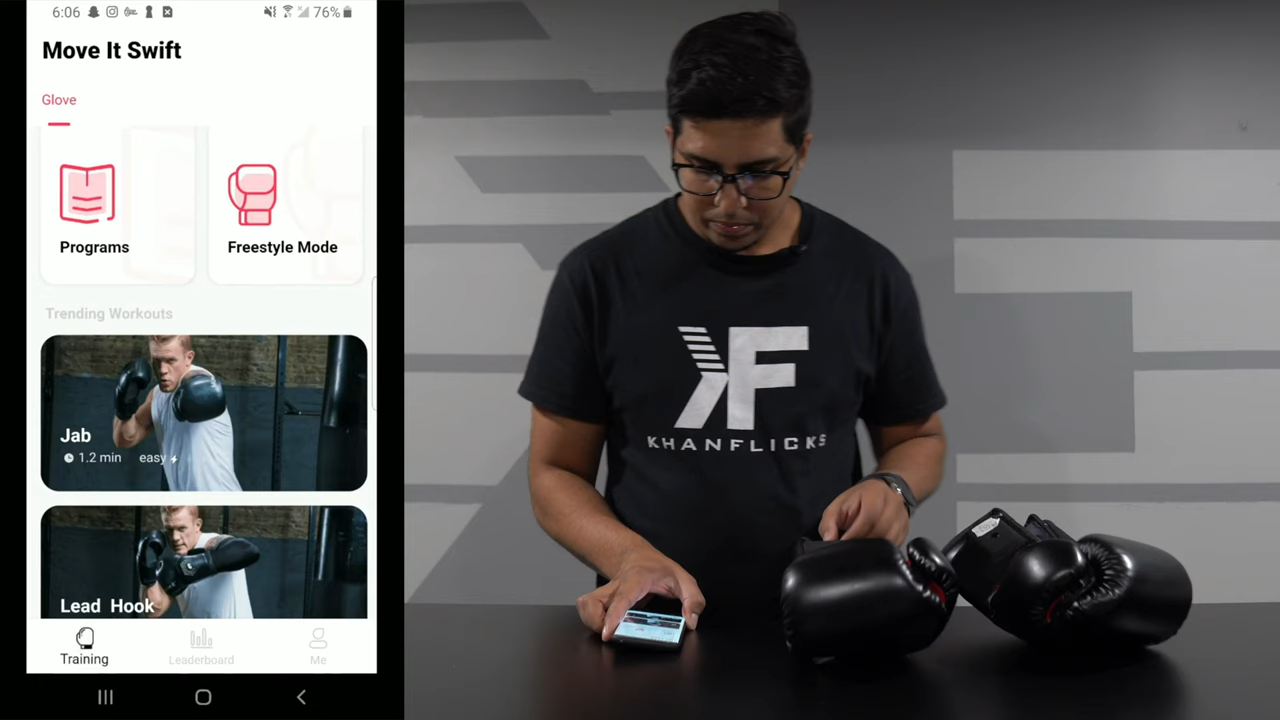 6:06
76%
Move It Swift
Glove
Programs
Freestyle Mode
Trending Workouts
Jab
1.2 min easy
Lead Hook
Training
Leaderboard
Me
KF
KHANFLICKS